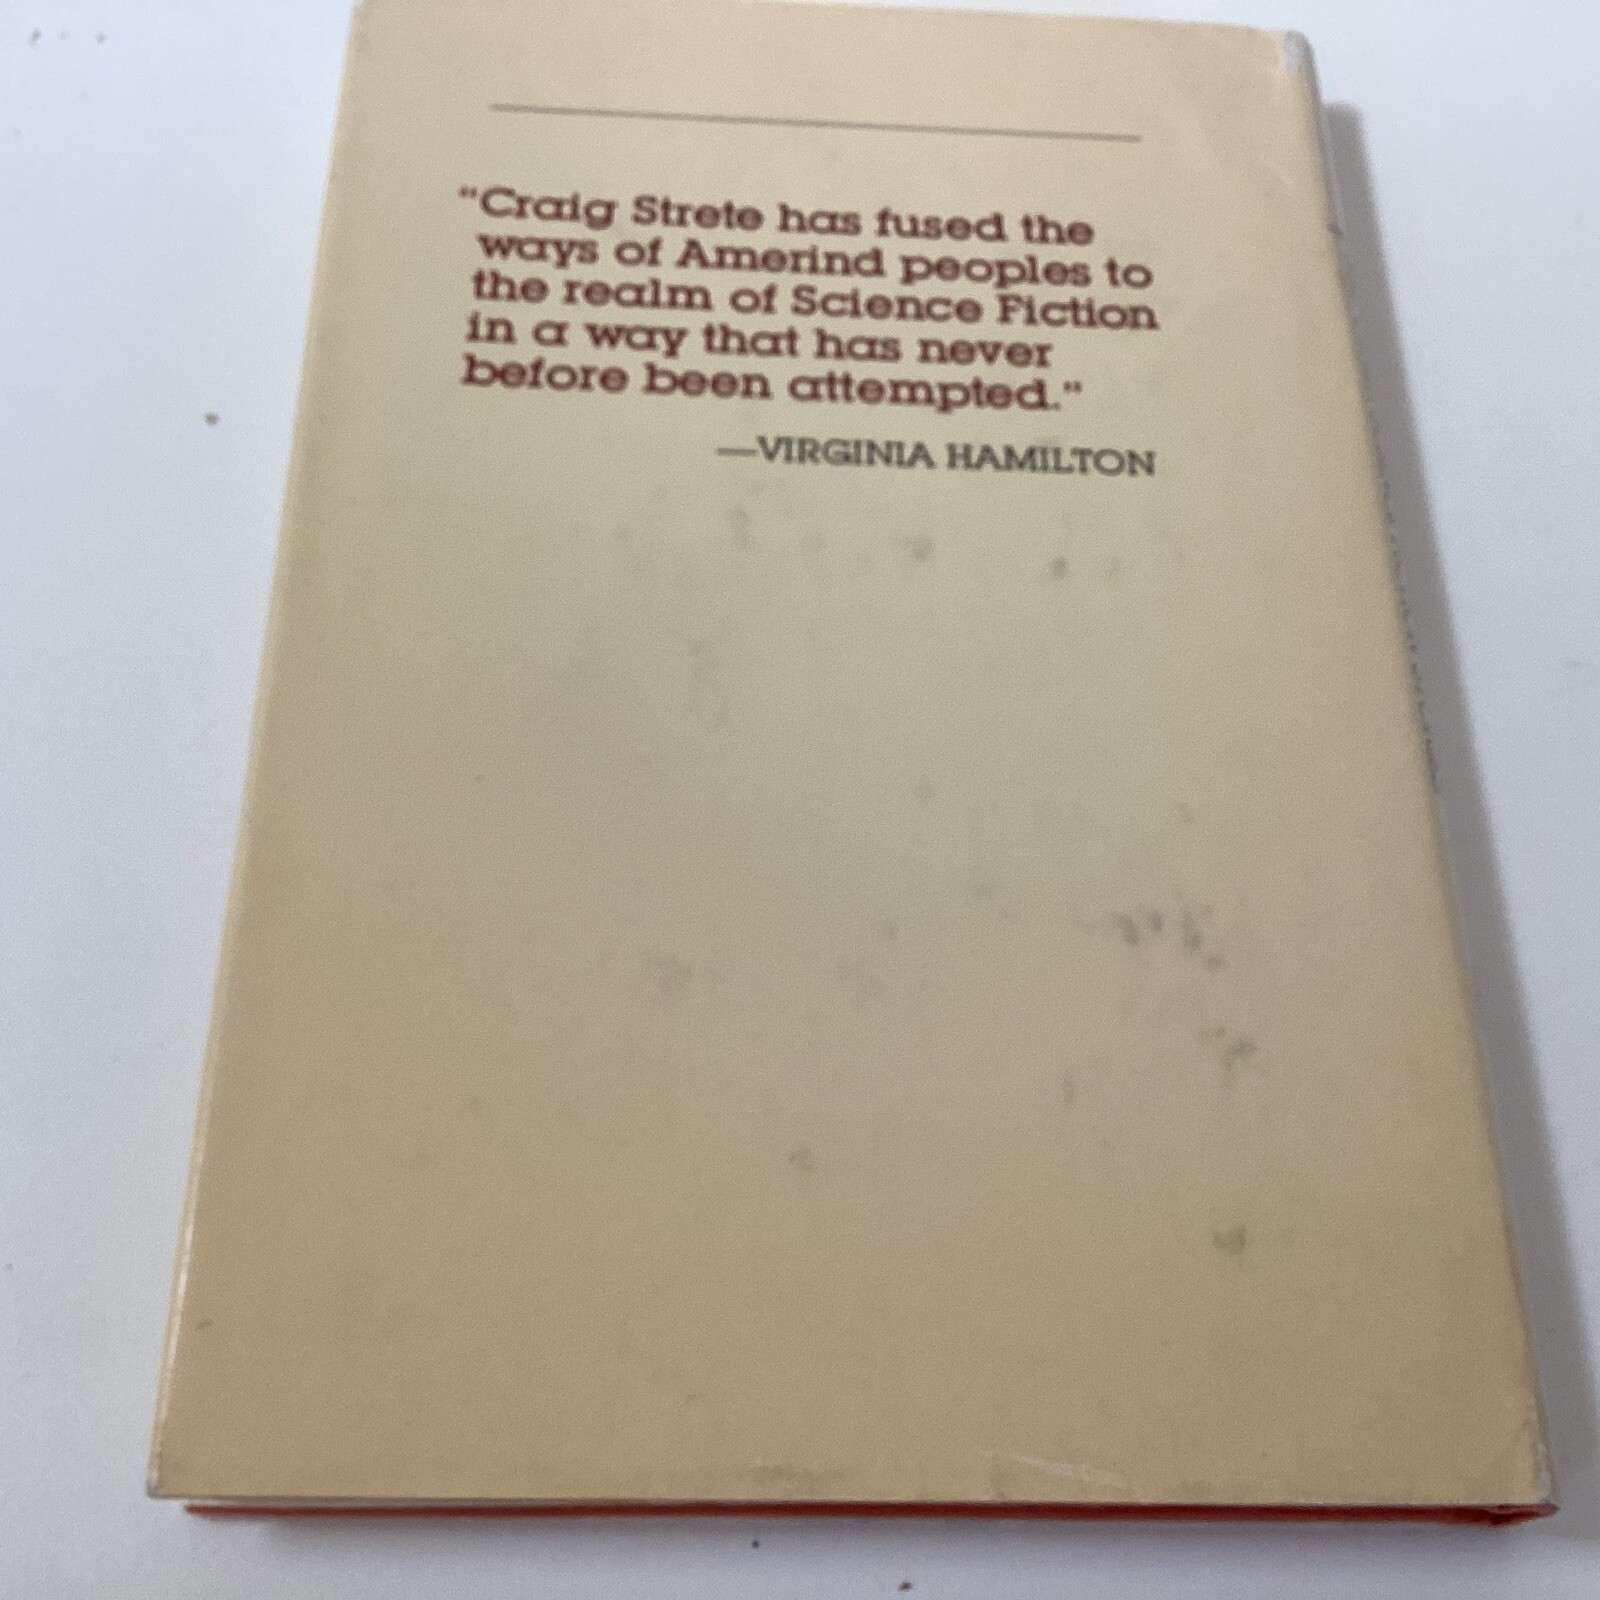 "Craig Strete has fused the
ways of Amerind peoples to
the realm of Science Fiction
in a way that has never
before been attempted."
—VIRGINIA HAMILTON